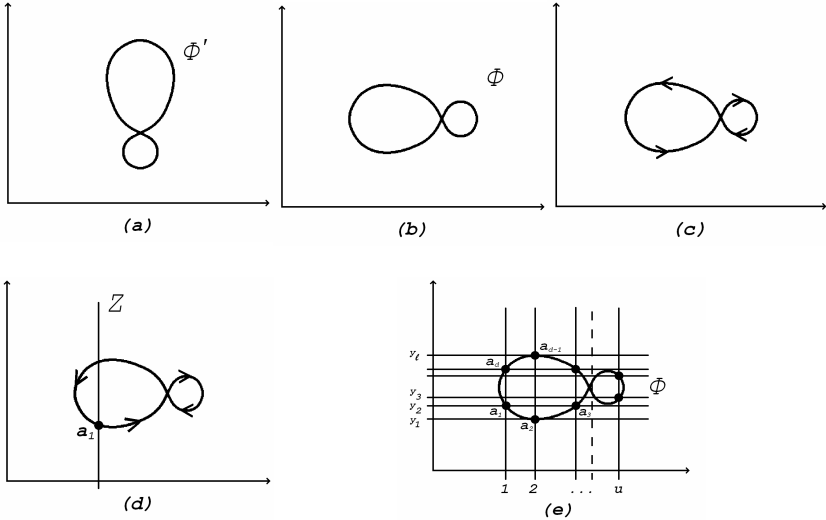 Φ'
(a)
Φ
(b)
(c)
Z
a1
(d)
yℓ
y3
y2
y1
ad
ad-1
a1
a2
a3
Φ
1 2 ... u
(e)